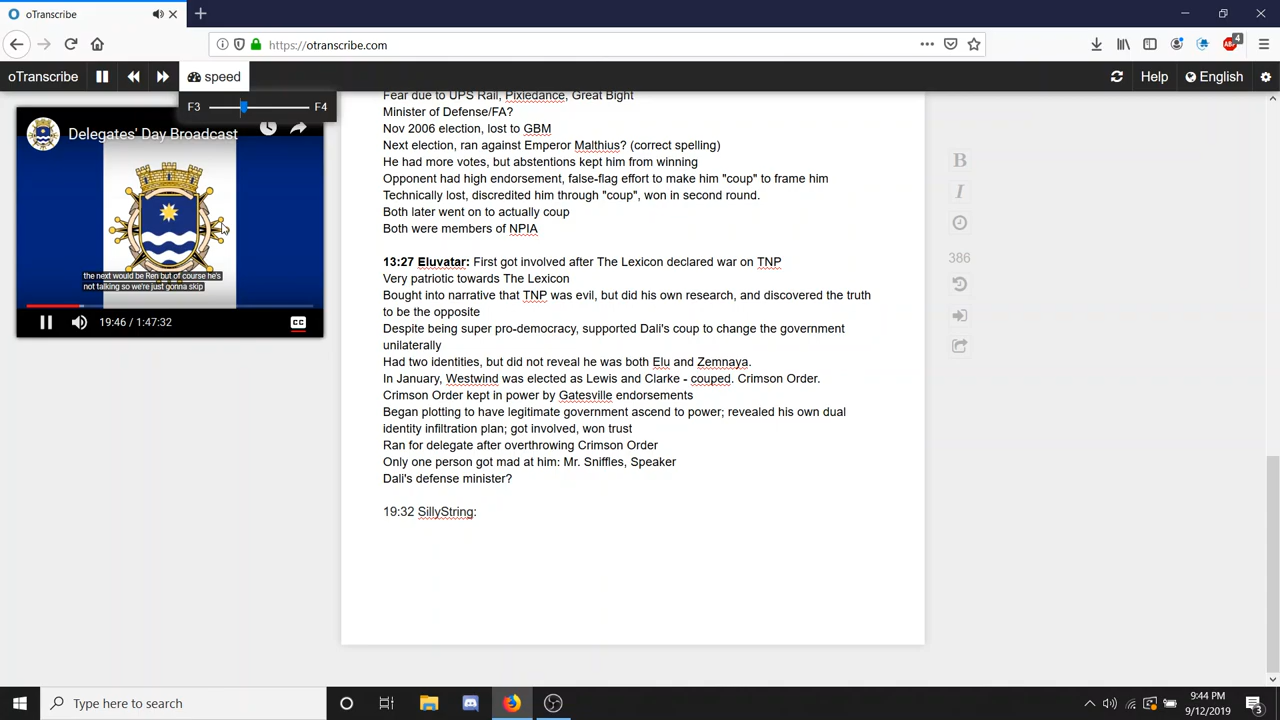 oTranscribe
https://otranscribe.com
4
oTranscribe
speed
Help
English
F3
F4
Delegates' Day Broadcast
the next would be Ren but of course he's
not talking so we're just gonna skip
19:46 / 1:47:32
CC
Fear due to UPS Rail, Pixiedance, Great Bight
Minister of Defense/FA?
Nov 2006 election, lost to GBM
Next election, ran against Emperor Malthius? (correct spelling)
He had more votes, but abstentions kept him from winning
Opponent had high endorsement, false-flag effort to make him "coup" to frame him
Technically lost, discredited him through "coup", won in second round.
Both later went on to actually coup
Both were members of NPIA
13:27 Eluvatar: First got involved after The Lexicon declared war on TNP
Very patriotic towards The Lexicon
Bought into narrative that TNP was evil, but did his own research, and discovered the truth
to be the opposite
Despite being super pro-democracy, supported Dali's coup to change the government
unilaterally
Had two identities, but did not reveal he was both Elu and Zemnaya.
In January, Westwind was elected as Lewis and Clarke - couped. Crimson Order.
Crimson Order kept in power by Gatesville endorsements
Began plotting to have legitimate government ascend to power; revealed his own dual
identity infiltration plan; got involved, won trust
Ran for delegate after overthrowing Crimson Order
Only one person got mad at him: Mr. Sniffles, Speaker
Dali's defense minister?
19:32 SillyString:
B
I
386
Type here to search
9:44 PM
9/12/2019
3